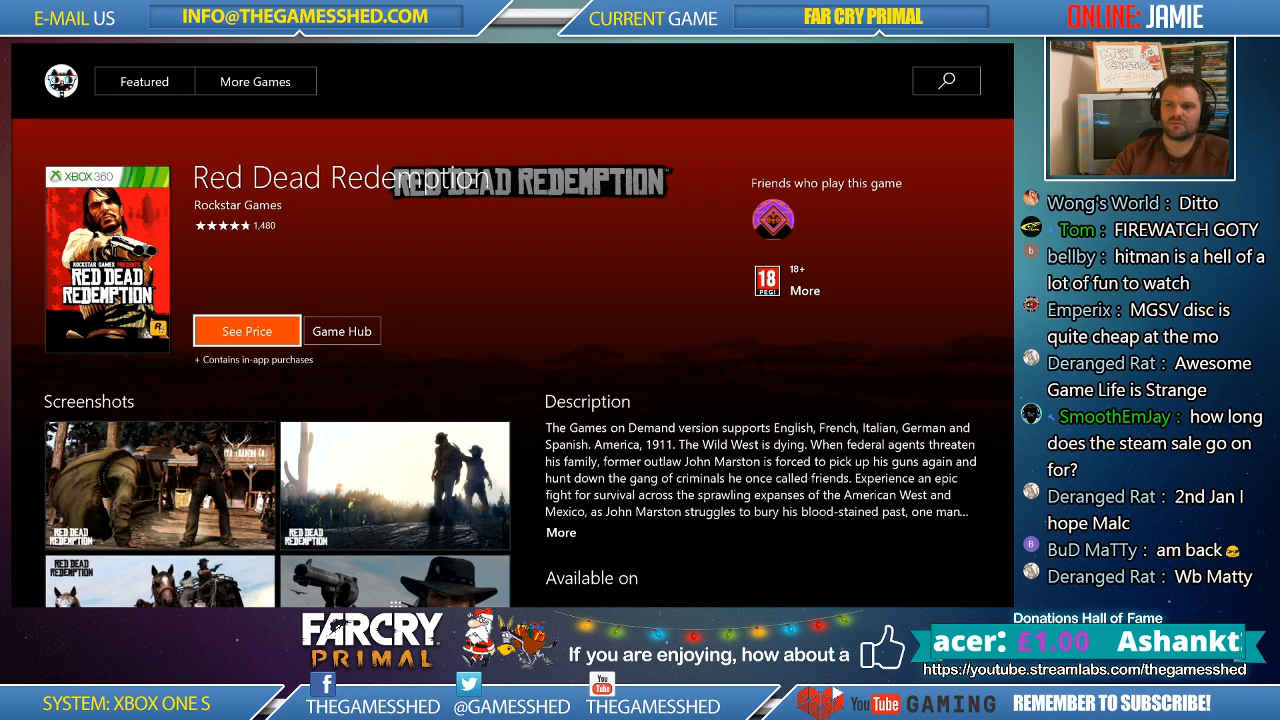 E-MAIL US
INFO@THEGAMESSHED.COM
CURRENT GAME
FAR CRY PRIMAL
ONLINE: JAMIE
Featured
More Games
XBOX 360
ROCKSTAR GAMES PRESENTS
RED DEAD
REDEMPTION
Red Dead Redemption
RED DEAD REDEMPTION
Rockstar Games
1,480
Friends who play this game
18
PEGI
18+
More
See Price
Game Hub
+ Contains in-app purchases
Screenshots
RED DEAD
REDEMPTION
RED DEAD
REDEMPTION
RED DEAD
REDEMPTION
Description
The Games on Demand version supports English, French, Italian, German and
Spanish. America, 1911. The Wild West is dying. When federal agents threaten
his family, former outlaw John Marston is forced to pick up his guns again and
hunt down the gang of criminals he once called friends. Experience an epic
fight for survival across the sprawling expanses of the American West and
Mexico, as John Marston struggles to bury his blood-stained past, one man...
More
Available on
MERRY
Wong's World : Ditto
Tom : FIREWATCH GOTY
bellby : hitman is a hell of a
lot of fun to watch
Emperix : MGSV disc is
quite cheap at the mo
Deranged Rat : Awesome
Game Life is Strange
SmoothEmJay : how long
does the steam sale go on
for?
Deranged Rat : 2nd Jan I
hope Malc
BuD MaTTy : am back
Deranged Rat : Wb Matty
FARCRY
PRIMAL
If you are enjoying, how about a
Donations Hall of Fame
acer: £1.00 Ashankt
https://youtube.streamlabs.com/thegamesshed
SYSTEM: XBOX ONE S
THEGAMESSHED
@GAMESSHED
You
Tube
THEGAMESSHED
YouTube GAMING
REMEMBER TO SUBSCRIBE!